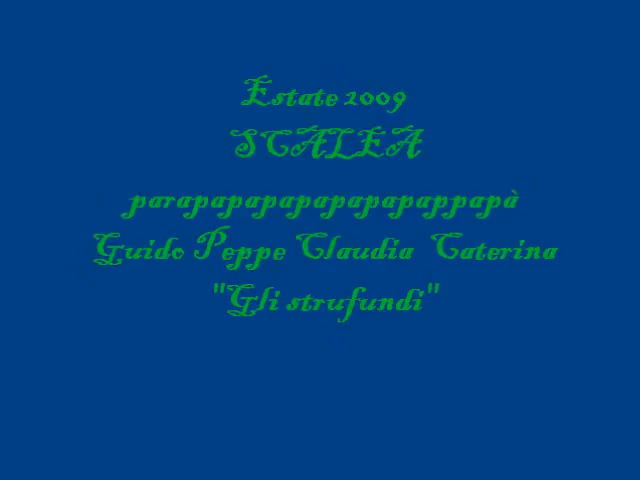 Estate 2009
SCALEA
parapapapapapapapappapà
Guido Peppe Claudia Caterina
"Gli strufundi"